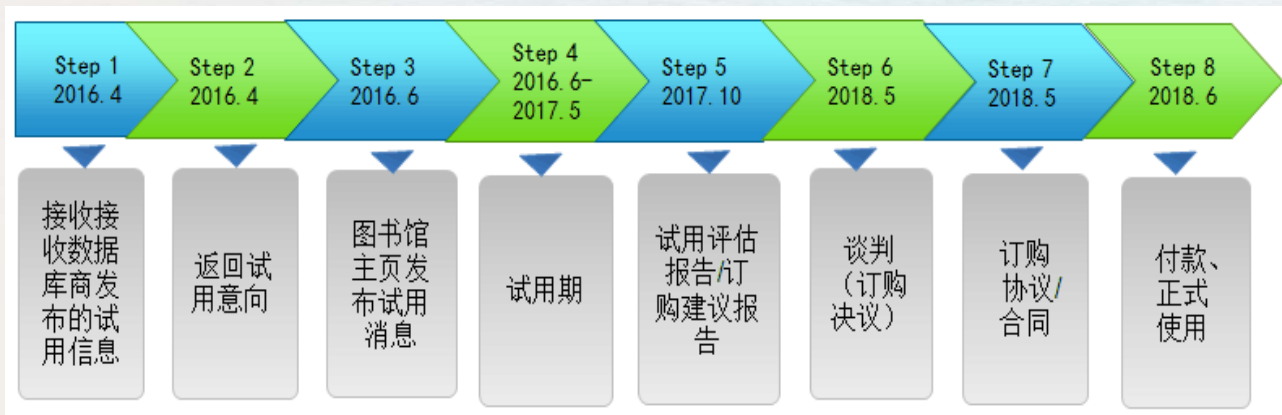 Step 1
2016.4
Step 2
2016.4
Step 3
2016.6
Step 4
2016.6-
2017.5
Step 5
2017.10
Step 6
2018.5
Step 7
2018.5
Step 8
2018.6
接收接
收数据
库商发
布的试
用信息
返回试
用意向
图书馆
主页发
布试用
消息
试用期
试用评估
报告/订
购建议报
告
谈判
（订购
决议）
订购
协议/
合同
付款、
正式
使用